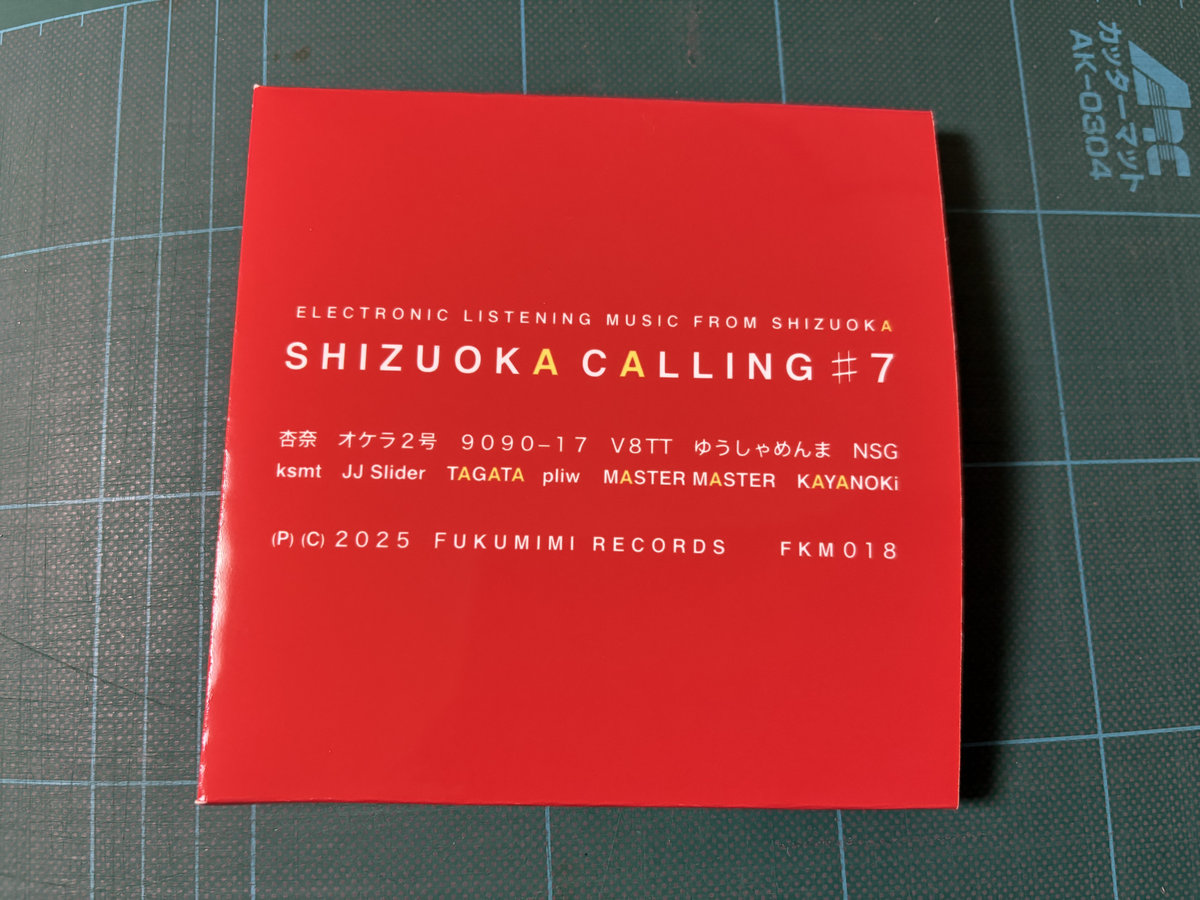 ELECTRONIC LISTENING MUSIC FROM SHIZUOKA
SHIZUOKA CALLING #7
杏奈　オケラ2号　9090-17　V8TT　ゆうしゃめんま　NSG
ksmt　JJ Slider　TAGATA　pliw　MASTER MASTER　KAYANOKi
(P) (C) 2025　FUKUMIMI RECORDS　FKM018
カッターマット
AK-0304